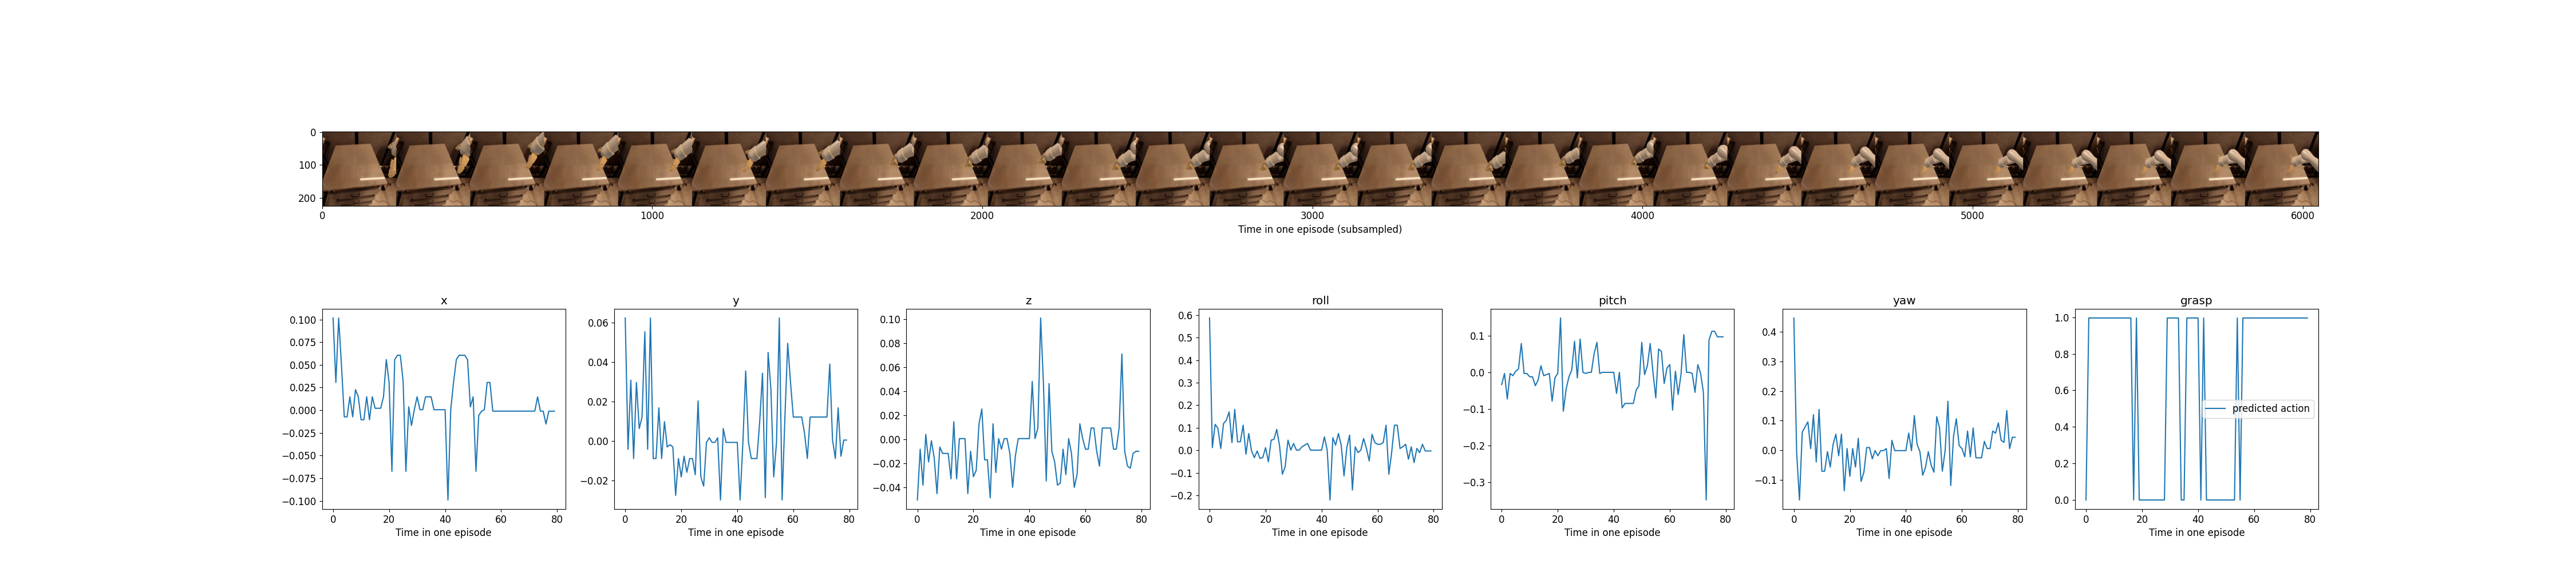 0
100
200
0 1000 2000 3000 4000 5000 6000
Time in one episode (subsampled)
x
0.100
0.075
0.050
0.025
0.000
−0.025
−0.050
−0.075
−0.100
0 20 40 60 80
Time in one episode
y
0.06
0.04
0.02
0.00
−0.02
0 20 40 60 80
Time in one episode
z
0.10
0.08
0.06
0.04
0.02
0.00
−0.02
−0.04
0 20 40 60 80
Time in one episode
roll
0.6
0.5
0.4
0.3
0.2
0.1
0.0
−0.1
−0.2
0 20 40 60 80
Time in one episode
pitch
0.1
0.0
−0.1
−0.2
−0.3
0 20 40 60 80
Time in one episode
yaw
0.4
0.3
0.2
0.1
0.0
−0.1
0 20 40 60 80
Time in one episode
grasp
1.0
0.8
0.6
0.4
0.2
0.0
predicted action
0 20 40 60 80
Time in one episode